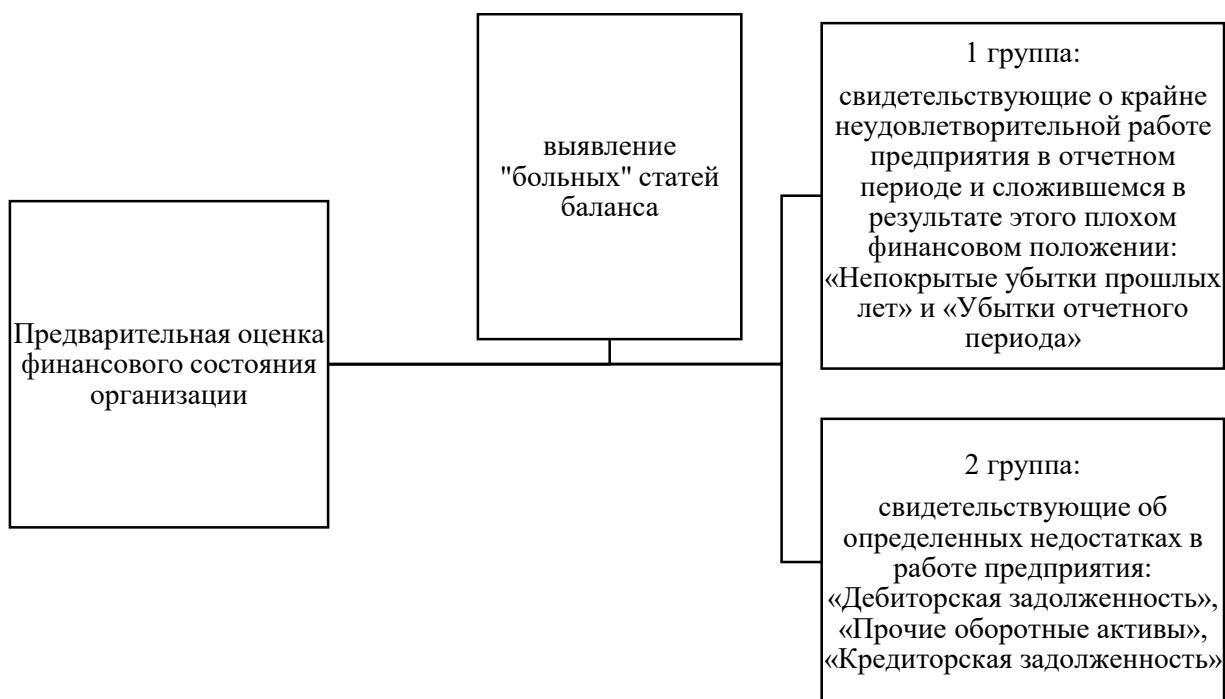 Предварительная оценка
финансового состояния
организации
выявление
"больных" статей
баланса
1 группа:
свидетельствующие о крайне
неудовлетворительной работе
предприятия в отчетном
периоде и сложившемся в
результате этого плохом
финансовом положении:
«Непокрытые убытки прошлых
лет» и «Убытки отчетного
периода»
2 группа:
свидетельствующие об
определенных недостатках в
работе предприятия:
«Дебиторская задолженность»,
«Прочие оборотные активы»,
«Кредиторская задолженность»